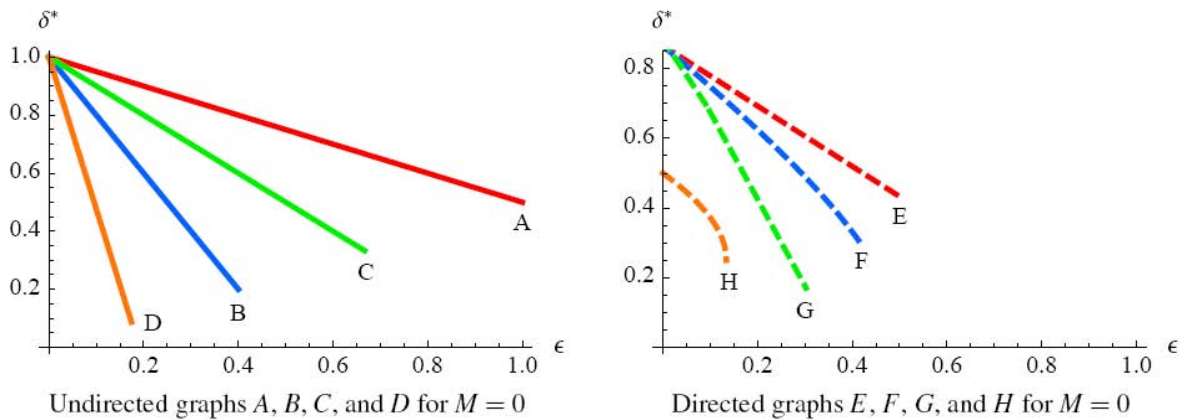 δ*
1.0
0.8
0.6
0.4
0.2
A
C
B
D
0.2 0.4 0.6 0.8 1.0 ϵ
Undirected graphs A, B, C, and D for M = 0
δ*
0.8
0.6
0.4
0.2
E
F
H
G
0.2 0.4 0.6 0.8 1.0 ϵ
Directed graphs E, F, G, and H for M = 0